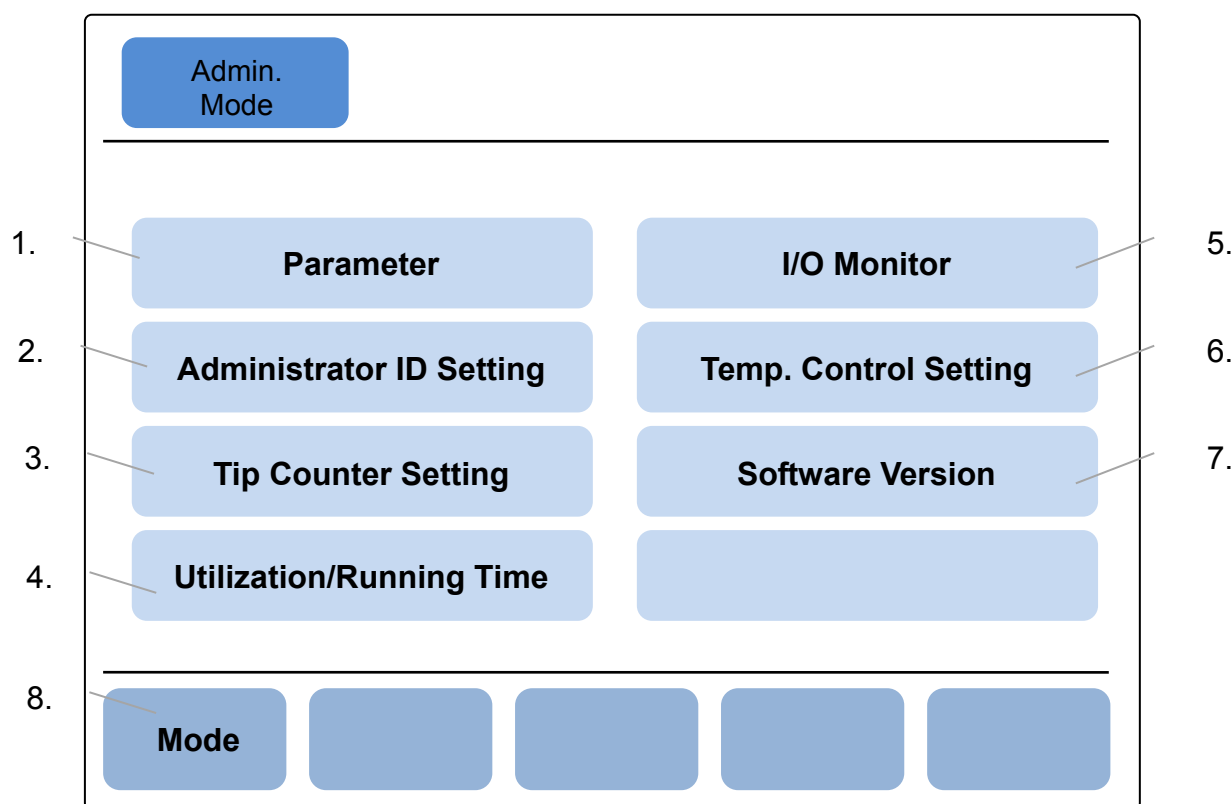 Admin.
Mode
1.
Parameter
I/O Monitor
5.
2.
Administrator ID Setting
Temp. Control Setting
6.
3.
Tip Counter Setting
Software Version
7.
4.
Utilization/Running Time
8.
Mode